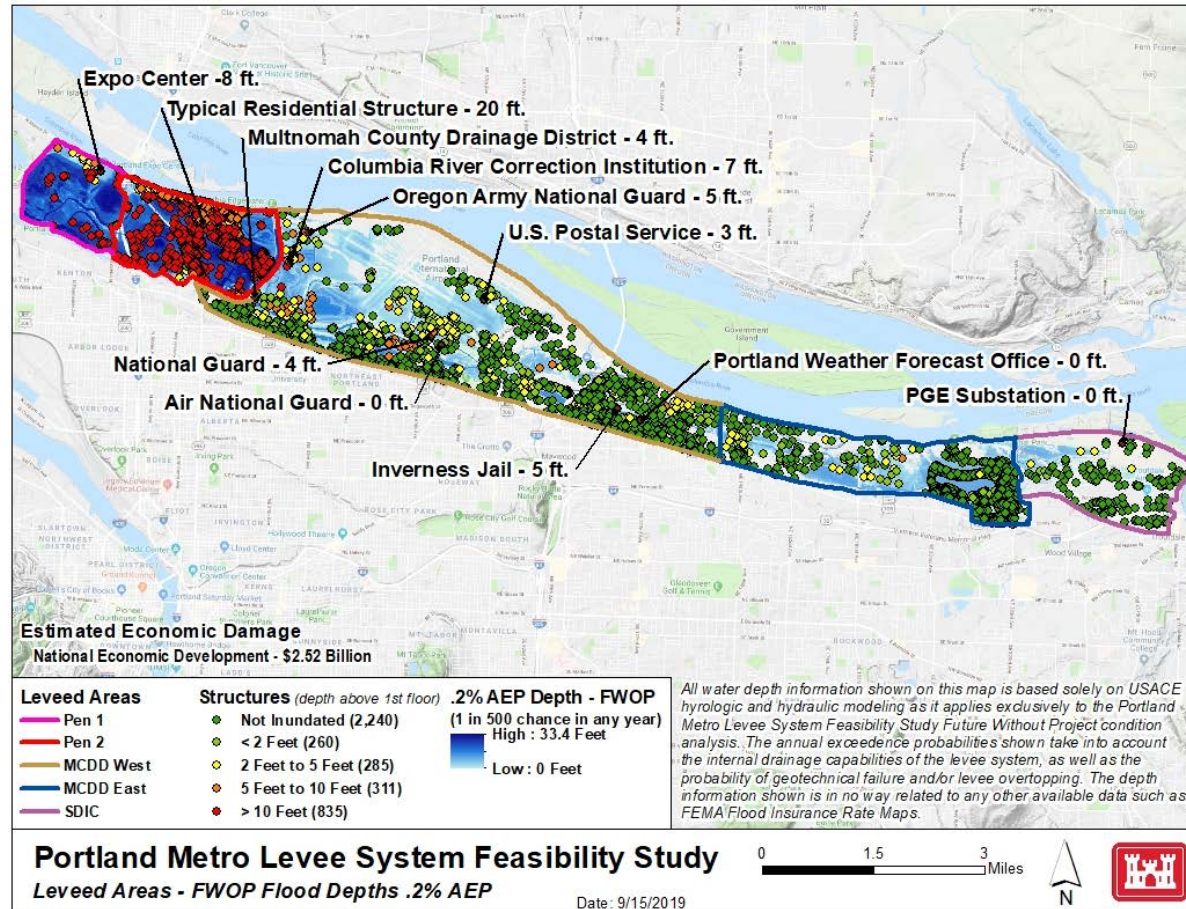 Expo Center -8 ft.
Typical Residential Structure - 20 ft.
Multnomah County Drainage District - 4 ft.
Columbia River Correction Institution - 7 ft.
Oregon Army National Guard - 5 ft.
U.S. Postal Service - 3 ft.
National Guard - 4 ft.
Air National Guard - 0 ft.
Inverness Jail - 5 ft.
Portland Weather Forecast Office - 0 ft.
PGE Substation - 0 ft.
Government
Island
KENTON
ALBERTA
IRVINGTON
ROSEWAY
ROSE CITY PARK
MADISON SOUTH
The Grotto
Lloyd Center
PEARL DISTRICT
MONTAVILLA
ROCKWOOD
Wood Village
Estimated Economic Damage
National Economic Development - $2.52 Billion
Leveed Areas
Pen 1
Pen 2
MCDD West
MCDD East
SDIC
Structures (depth above 1st floor)
Not Inundated (2,240)
< 2 Feet (260)
2 Feet to 5 Feet (285)
5 Feet to 10 Feet (311)
> 10 Feet (835)
.2% AEP Depth - FWOP
(1 in 500 chance in any year)
High : 33.4 Feet
Low : 0 Feet
All water depth information shown on this map is based solely on USACE
hyrologic and hydraulic modeling as it applies exclusively to the Portland
Metro Levee System Feasibility Study Future Without Project condition
analysis. The annual exceedence probabilities shown take into account
the internal drainage capabilities of the levee system, as well as the
probability of geotechnical failure and/or levee overtopping. The depth
information shown is in no way related to any other available data such as
FEMA Flood Insurance Rate Maps.
Portland Metro Levee System Feasibility Study
Leveed Areas - FWOP Flood Depths .2% AEP
Date: 9/15/2019
0 1.5 3
Miles
N